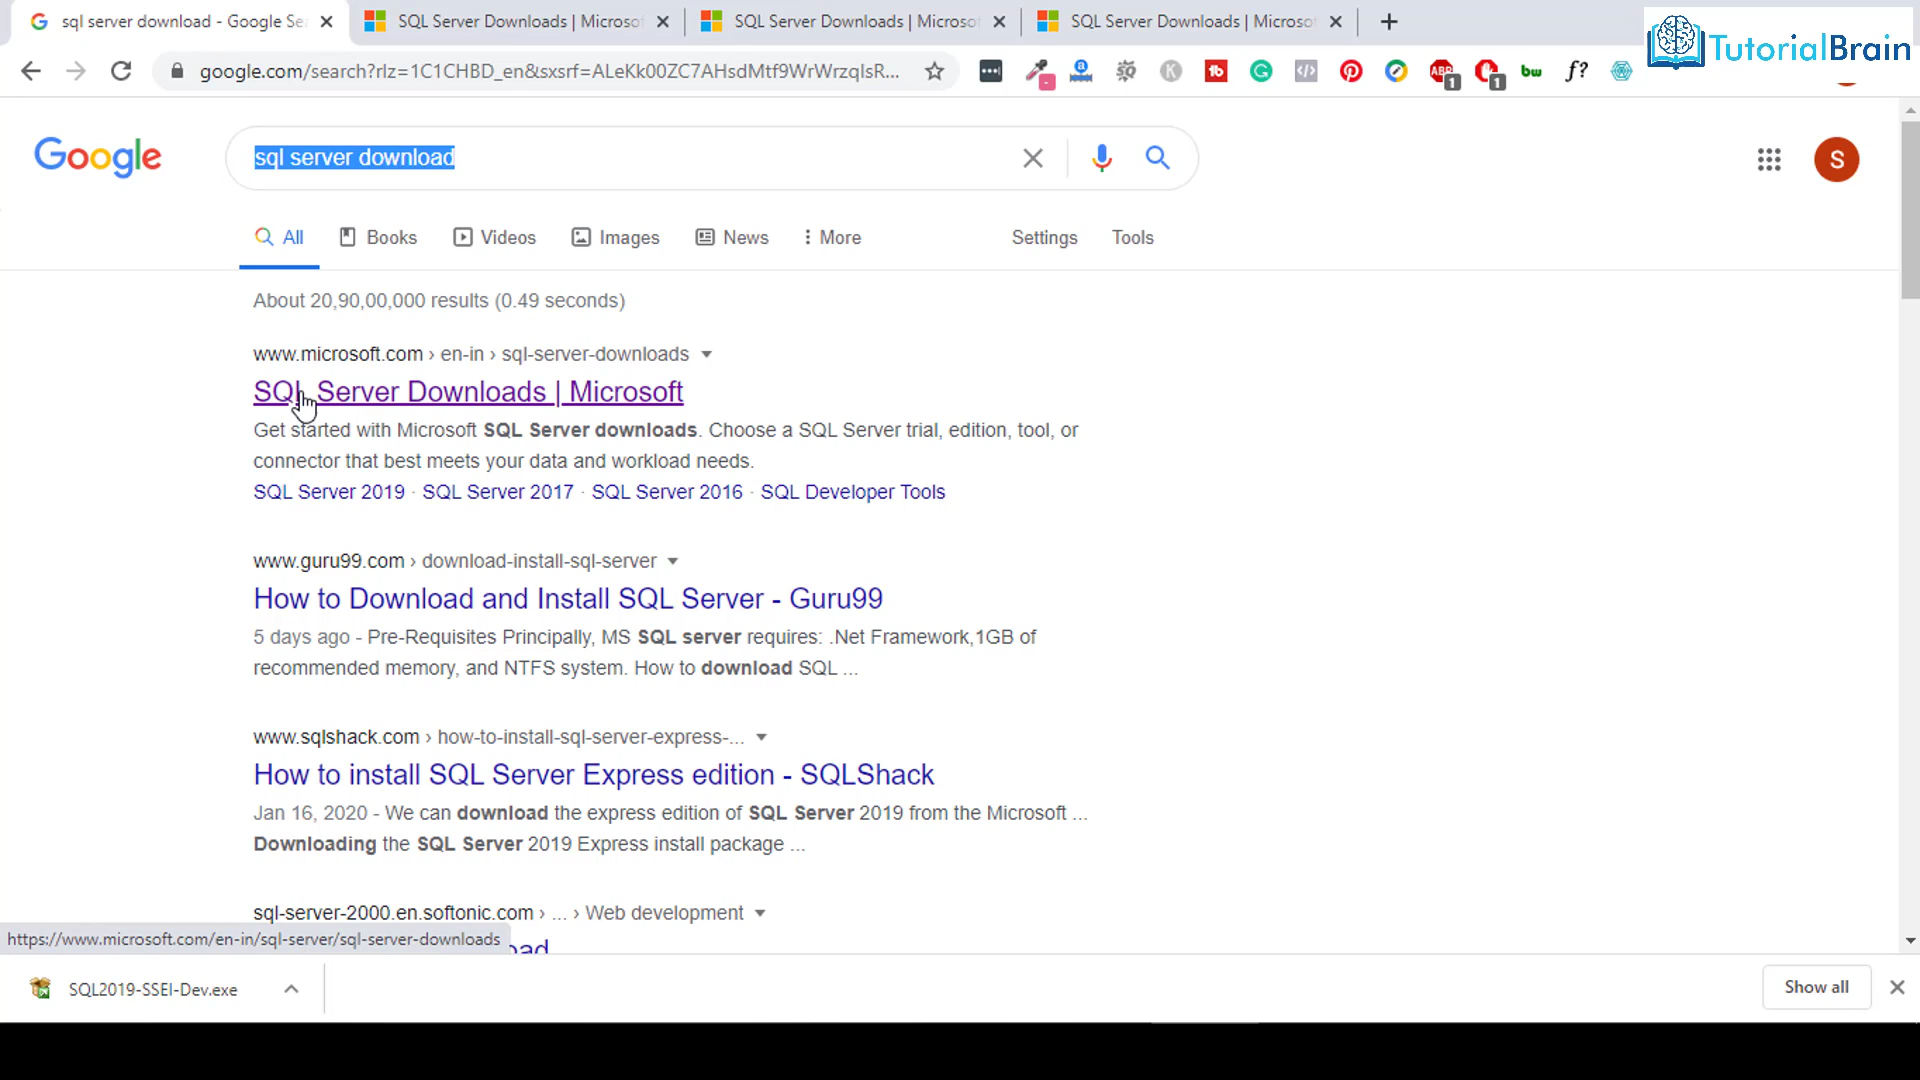 sql server download - Google Se
SQL Server Downloads | Microsof
SQL Server Downloads | Microsof
SQL Server Downloads | Microsof
TutorialBrain
google.com/search?rlz=1C1CHBD_en&sxsrf=ALeKk00ZC7AHsdMtf9WrWrzqIsR...
ABP
1
1
bw
f?
Google
sql server download
S
All
Books
Videos
Images
News
More
Settings
Tools
About 20,90,00,000 results (0.49 seconds)
www.microsoft.com › en-in › sql-server-downloads
SQL Server Downloads | Microsoft
Get started with Microsoft SQL Server downloads. Choose a SQL Server trial, edition, tool, or
connector that best meets your data and workload needs.
SQL Server 2019 · SQL Server 2017 · SQL Server 2016 · SQL Developer Tools
www.guru99.com › download-install-sql-server
How to Download and Install SQL Server - Guru99
5 days ago - Pre-Requisites Principally, MS SQL server requires: .Net Framework,1GB of
recommended memory, and NTFS system. How to download SQL ...
www.sqlshack.com › how-to-install-sql-server-express-...
How to install SQL Server Express edition - SQLShack
Jan 16, 2020 - We can download the express edition of SQL Server 2019 from the Microsoft ...
Downloading the SQL Server 2019 Express install package ...
sql-server-2000.en.softonic.com › ... › Web development
https://www.microsoft.com/en-in/sql-server/sql-server-downloads
oad
SQL2019-SSEI-Dev.exe
Show all